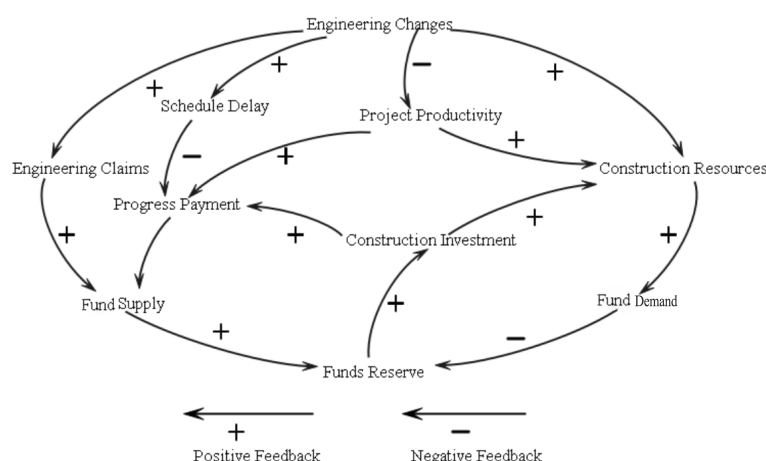 Engineering Changes
+
+
−
+
Schedule Delay
Project Productivity
+
−
+
Engineering Claims
Construction Resources
Progress Payment
+
+
+
+
Construction Investment
Fund Supply
+
Fund Demand
+
−
Funds Reserve
+
−
Positive Feedback
Negative Feedback